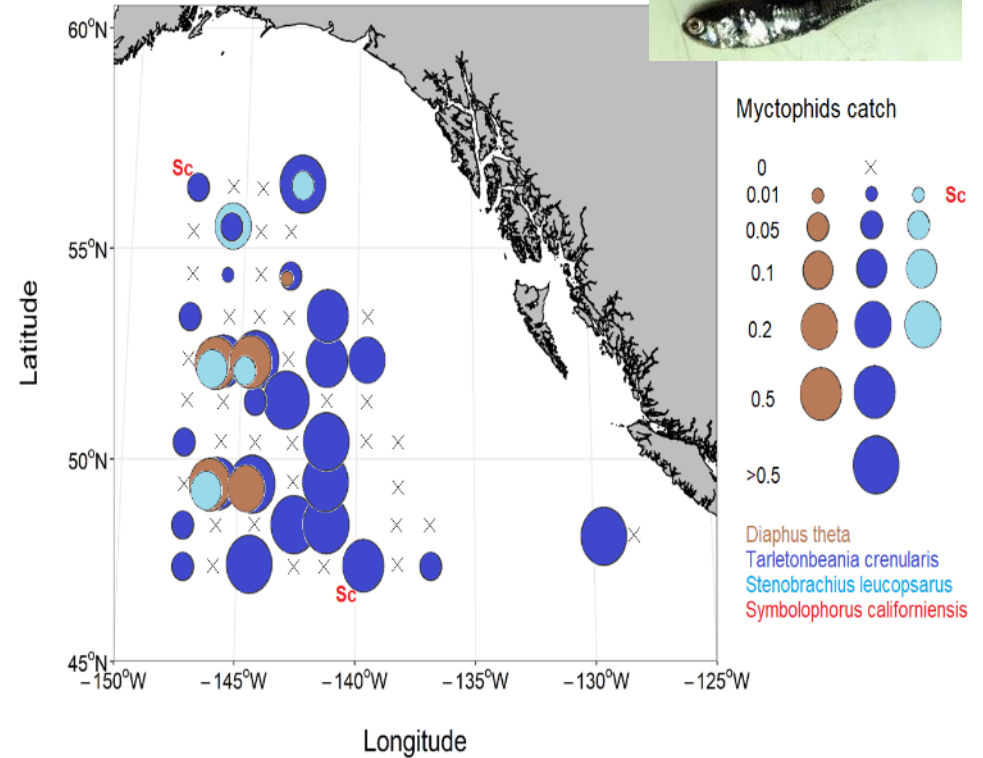 60°N
55°N
50°N
45°N
Latitude
−150°W
−145°W
−140°W
−135°W
−130°W
−125°W
Longitude
Sc
Sc
Myctophids catch
0
0.01
Sc
0.05
0.1
0.2
0.5
>0.5
Diaphus theta
Tarletonbeania crenularis
Stenobrachius leucopsarus
Symbolophorus californiensis